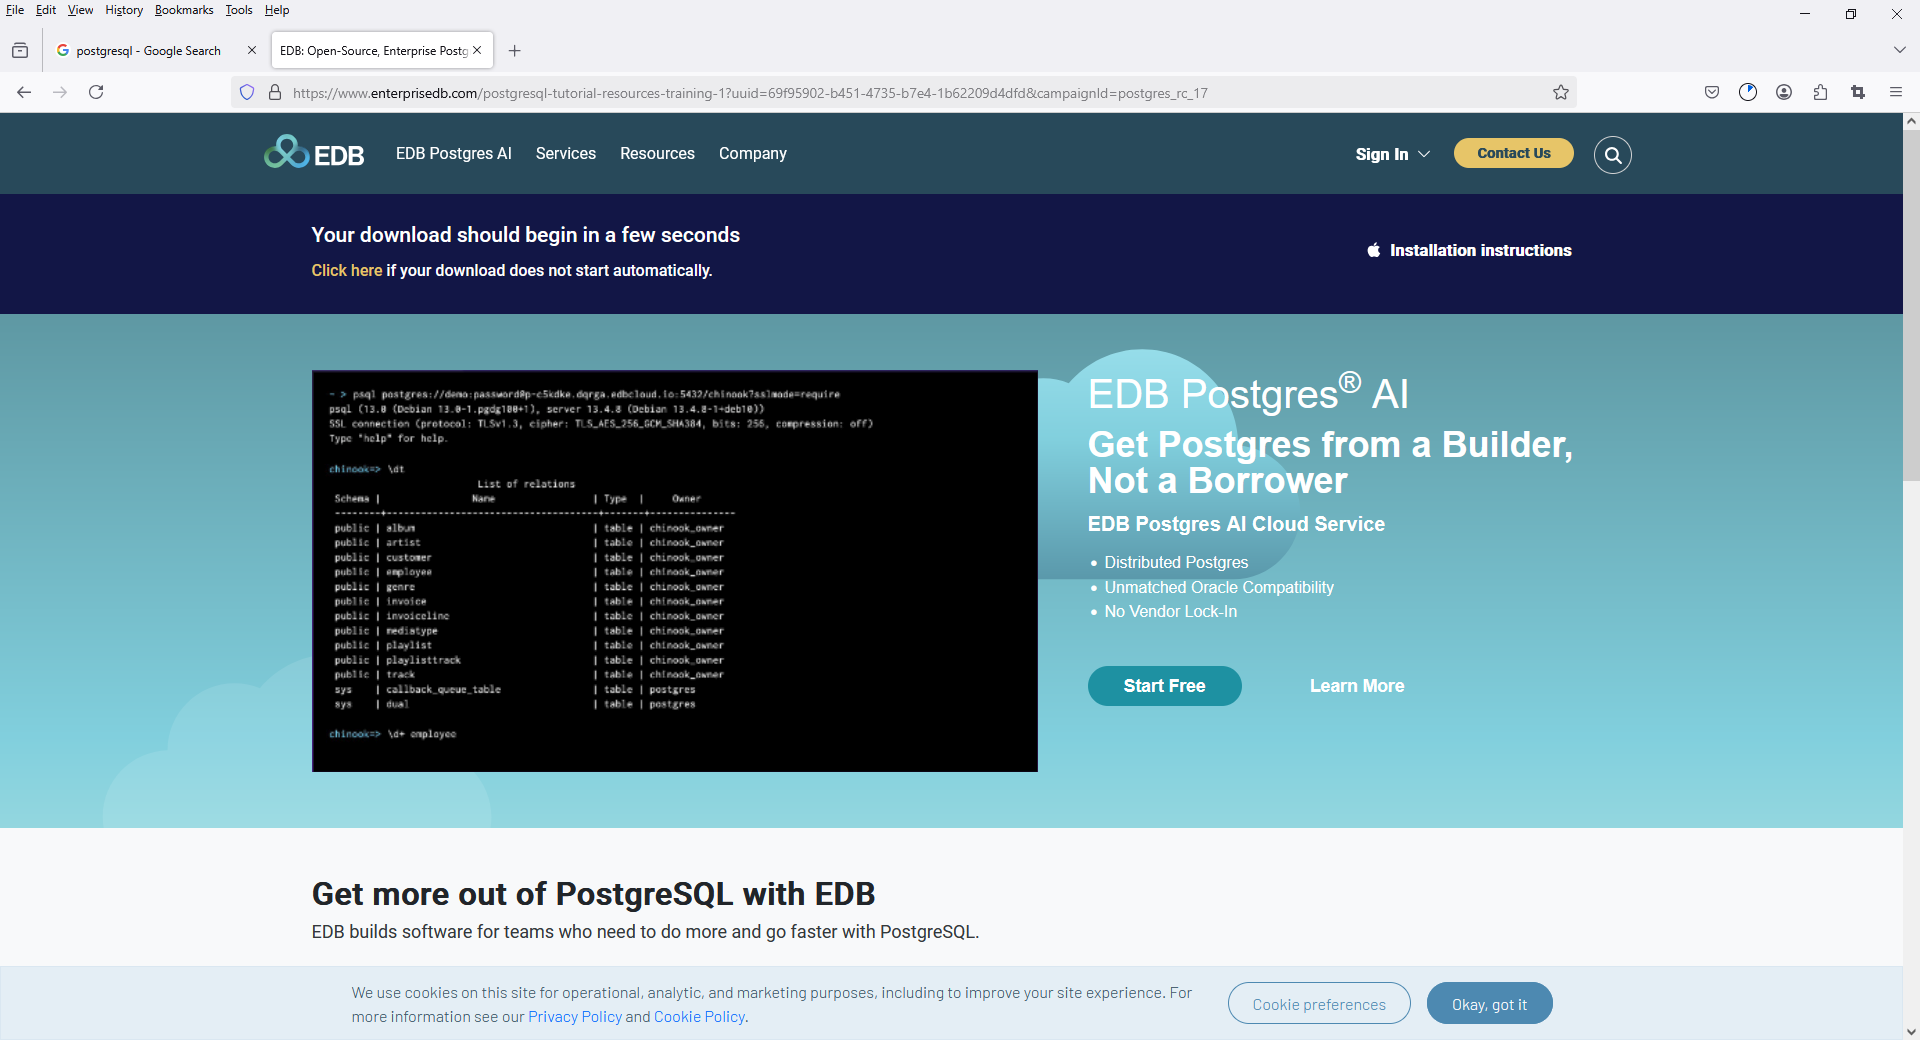 File Edit View History Bookmarks Tools Help
postgresql - Google Search
EDB: Open-Source, Enterprise Postg
https://www.enterprisedb.com/postgresql-tutorial-resources-training-1?uuid=69f95902-b451-4735-b7e4-1b62209d4dfd&campaignId=postgres_rc_17
EDB EDB Postgres AI Services Resources Company Sign In Contact Us
Your download should begin in a few seconds
Click here if your download does not start automatically.
Installation instructions
~ > psql postgres://demo:password@p-c5kdke.dqrga.edbcloud.io:5432/chinook?sslmode=require
psql (13.0 (Debian 13.0-1.pgdg100+1), server 13.4.8 (Debian 13.4.8-1+deb10))
SSL connection (protocol: TLSv1.3, cipher: TLS_AES_256_GCM_SHA384, bits: 256, compression: off)
Type "help" for help.
chinook=> \dt
List of relations
Schema | Name | Type | Owner
--------+-------------------------------------+-------+---------------
public | album | table | chinook_owner
public | artist | table | chinook_owner
public | customer | table | chinook_owner
public | employee | table | chinook_owner
public | genre | table | chinook_owner
public | invoice | table | chinook_owner
public | invoiceline | table | chinook_owner
public | mediatype | table | chinook_owner
public | playlist | table | chinook_owner
public | playlisttrack | table | chinook_owner
public | track | table | chinook_owner
sys | callback_queue_table | table | postgres
sys | dual | table | postgres
chinook=> \d+ employee
EDB Postgres® AI
Get Postgres from a Builder,
Not a Borrower
EDB Postgres AI Cloud Service
• Distributed Postgres
• Unmatched Oracle Compatibility
• No Vendor Lock-In
Start Free Learn More
Get more out of PostgreSQL with EDB
EDB builds software for teams who need to do more and go faster with PostgreSQL.
We use cookies on this site for operational, analytic, and marketing purposes, including to improve your site experience. For
more information see our Privacy Policy and Cookie Policy.
Cookie preferences Okay, got it